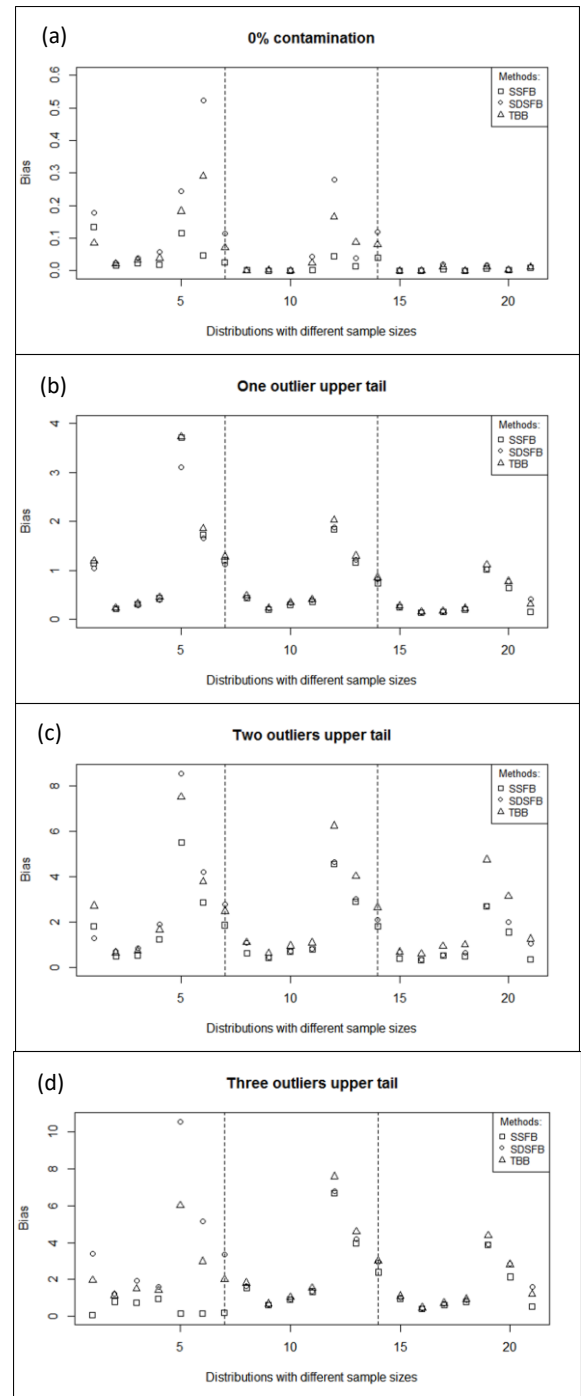 (a)
0% contamination
Methods:
SSFB
SDSFB
TBB
0.6
0.5
0.4
0.3
0.2
0.1
0.0
Bias
5
10
15
20
Distributions with different sample sizes
(b)
One outlier upper tail
Methods:
SSFB
SDSFB
TBB
4
3
2
1
0
Bias
5
10
15
20
Distributions with different sample sizes
(c)
Two outliers upper tail
Methods:
SSFB
SDSFB
TBB
8
6
4
2
0
Bias
5
10
15
20
Distributions with different sample sizes
(d)
Three outliers upper tail
Methods:
SSFB
SDSFB
TBB
10
8
6
4
2
0
Bias
5
10
15
20
Distributions with different sample sizes